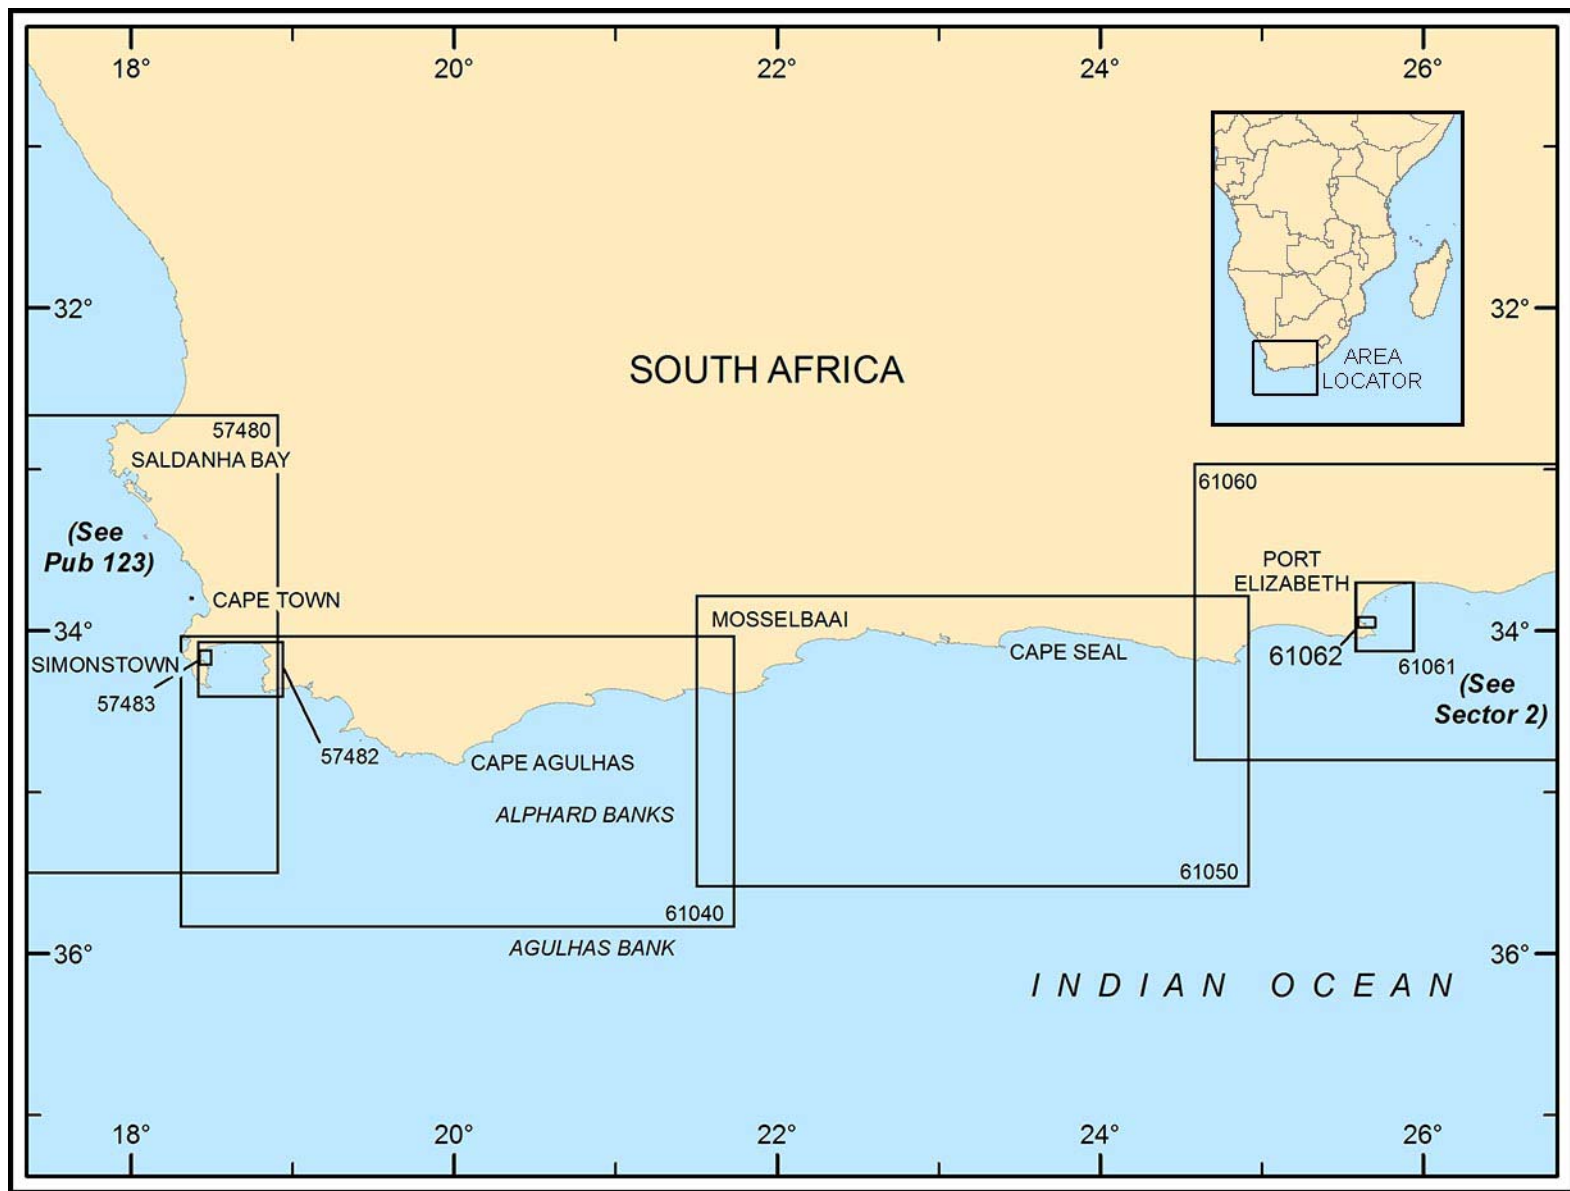 18°
20°
22°
24°
26°
32°
32°
AREA
LOCATOR
SOUTH AFRICA
57480
SALDANHA BAY
61060
(See
Pub 123)
PORT
ELIZABETH
CAPE TOWN
MOSSELBAAI
34°
34°
SIMONSTOWN
CAPE SEAL
61062
61061
57483
(See
Sector 2)
57482
CAPE AGULHAS
ALPHARD BANKS
61050
61040
AGULHAS BANK
36°
36°
INDIAN OCEAN
18°
20°
22°
24°
26°